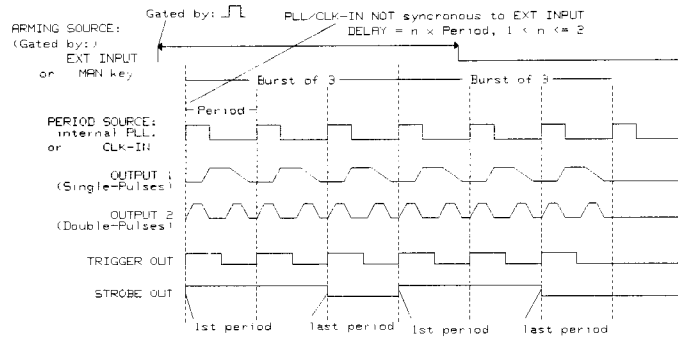 Gated by:
PLL/CLK-IN NOT syncronous to EXT INPUT
DELAY = n x Period, 1 < n <= 2
ARMING SOURCE:
(Gated by:)
EXT INPUT
or MAN key
Burst of 3
Burst of 3
Period
PERIOD SOURCE:
internal PLL.
or CLK-IN
OUTPUT 1
(Single-Pulses)
OUTPUT 2
(Double-Pulses)
TRIGGER OUT
STROBE OUT
1st period
last period
1st period
last period